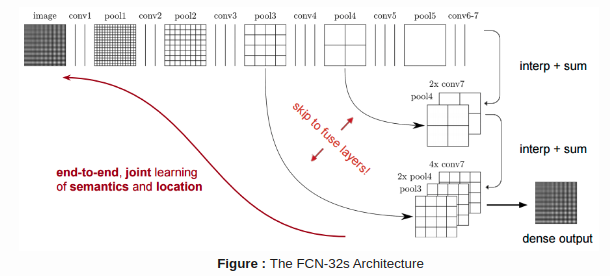 image conv1 pool1 conv2 pool2 conv3 pool3 conv4 pool4 conv5 pool5 conv6-7
interp + sum
2x conv7
pool4
skip to fuse layers!
interp + sum
4x conv7
2x pool4
pool3
end-to-end, joint learning
of semantics and location
dense output
Figure : The FCN-32s Architecture